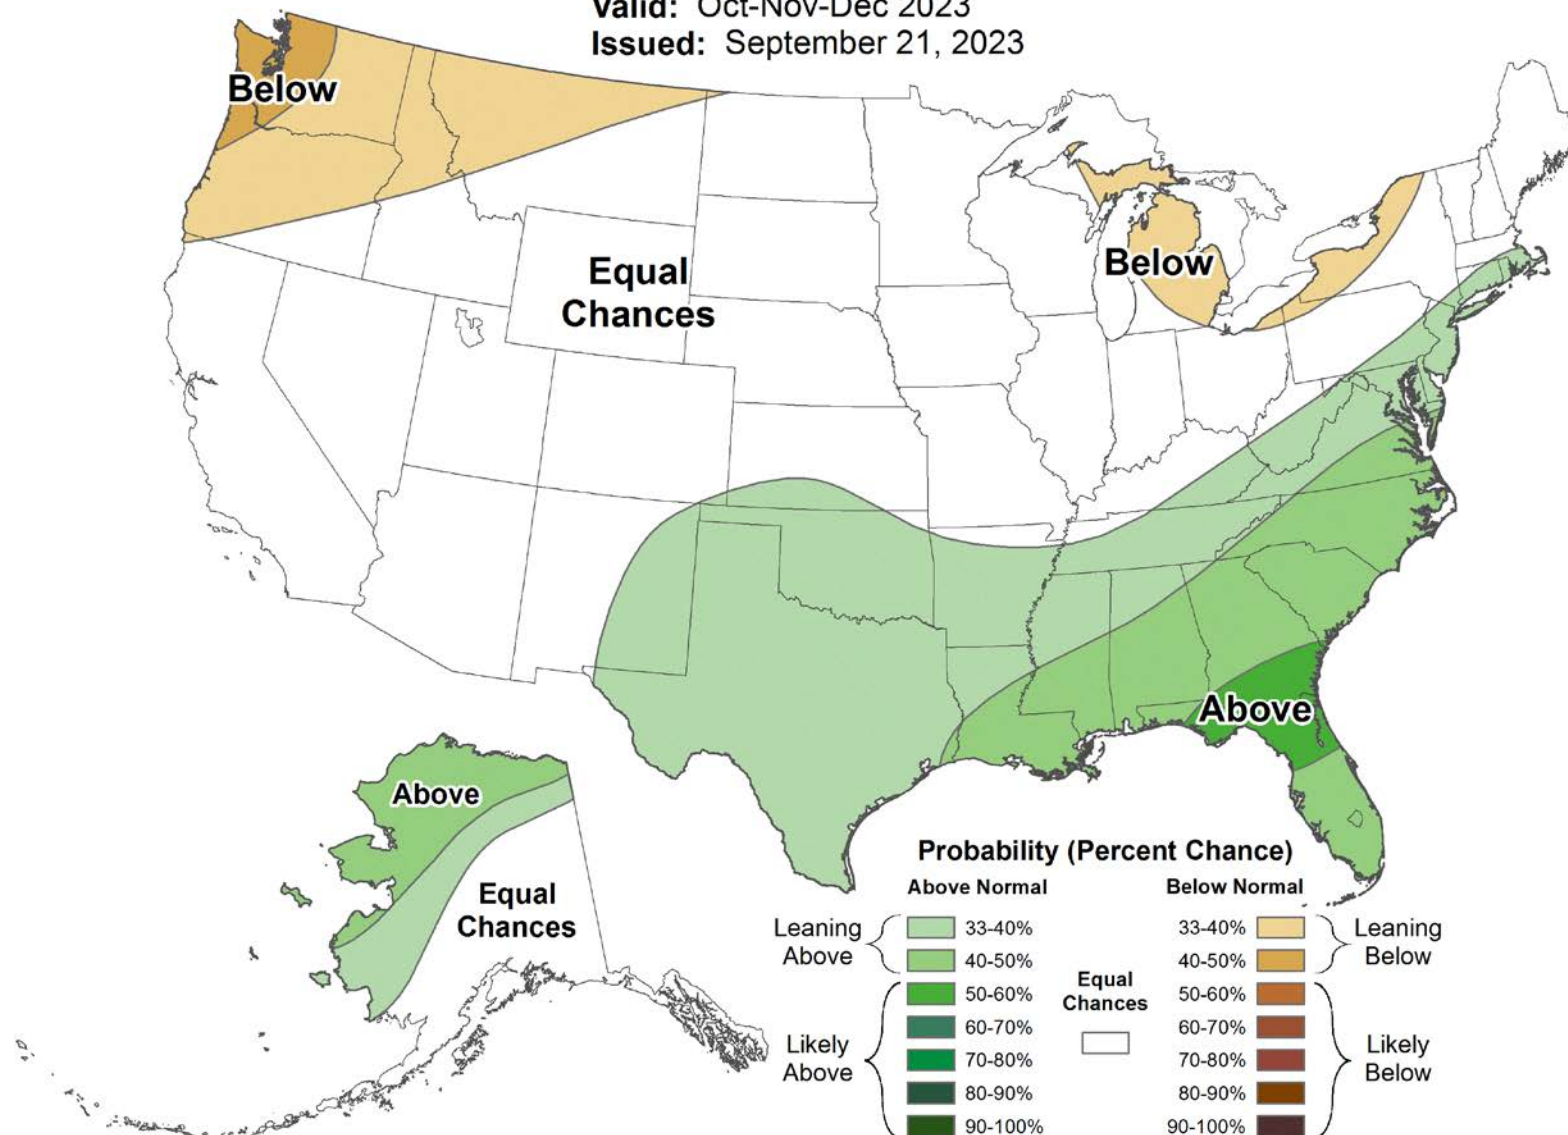 Valid: Oct-Nov-Dec 2023
Issued: September 21, 2023
Below
Equal
Chances
Below
Above
Above
Equal
Chances
Probability (Percent Chance)
Above Normal
Below Normal
Leaning
Above
33-40%
40-50%
50-60%
60-70%
70-80%
80-90%
90-100%
Likely
Above
Equal
Chances
33-40%
40-50%
50-60%
60-70%
70-80%
80-90%
90-100%
Leaning
Below
Likely
Below